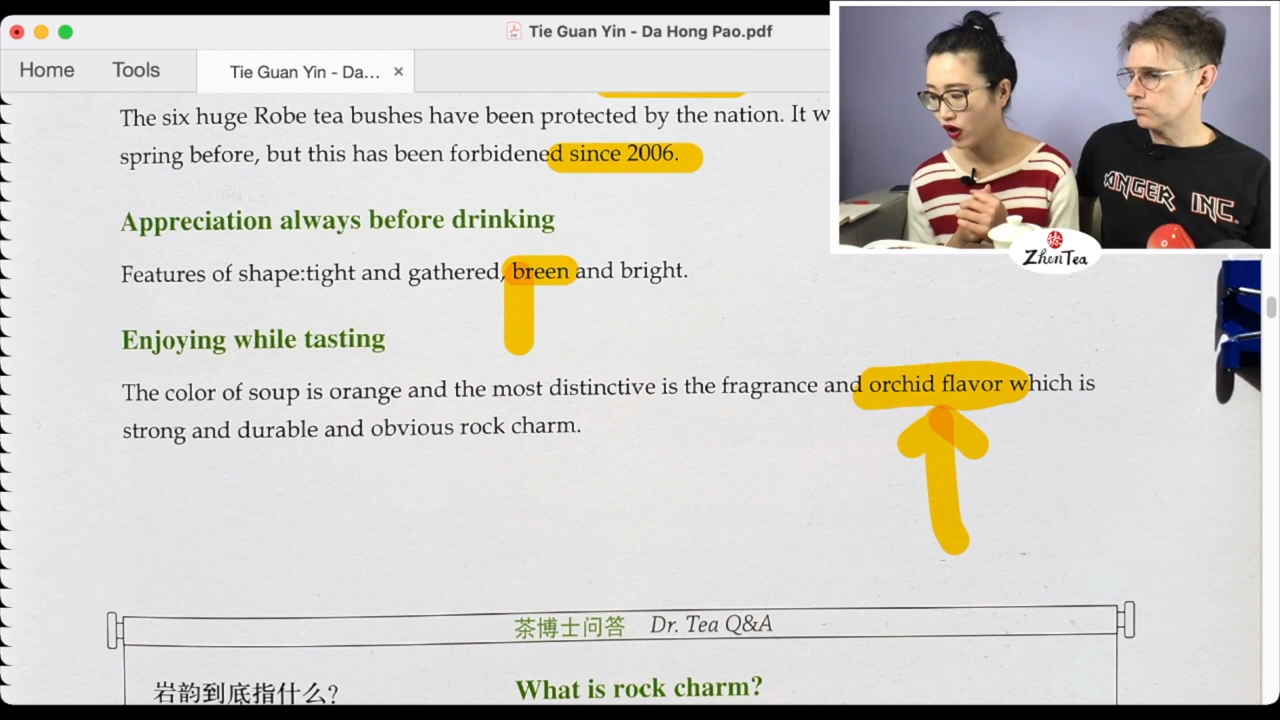 Tie Guan Yin - Da Hong Pao.pdf
Home Tools Tie Guan Yin - Da... ×
The six huge Robe tea bushes have been protected by the nation. It w
spring before, but this has been forbidened since 2006.
Appreciation always before drinking
Features of shape:tight and gathered, breen and bright.
Enjoying while tasting
The color of soup is orange and the most distinctive is the fragrance and orchid flavor which is
strong and durable and obvious rock charm.
茶博士问答 Dr. Tea Q&A
岩韵到底指什么? What is rock charm?
ANGER INC.
ZhenTea